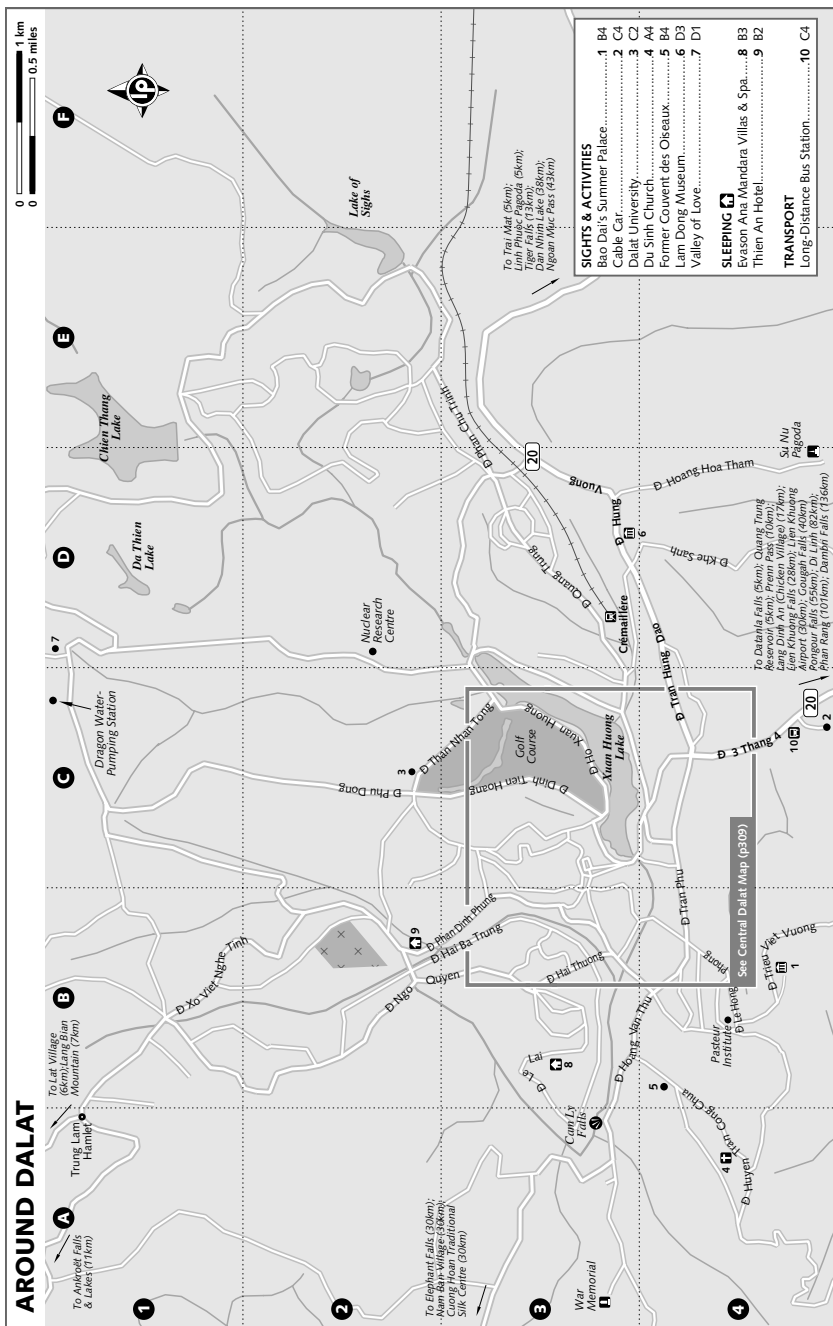 AROUND DALAT
0 1 km
0 0.5 miles
lp
A
B
C
D
E
F
1
2
3
4
To Ankroët Falls
& Lakes (11km)
Trung Lam
Hamlet
To Lat Village
(6km); Lang Bian
Mountain (7km)
Đ Xo Viet Nghe Tinh
Dragon Water-
Pumping Station
7
Da Thien
Lake
Chien Thang
Lake
Lake of
Sights
Nuclear
Research
Centre
Đ Phu Dong
3
Đ Than Nhan Tong
Đ Dinh Tien Hoang
Golf
Course
Đ Ho Xuan Huong
Xuan Huong
Lake
9
Đ Phan Dinh Phung
Đ Hai Ba Trung
Đ Ngo Quyen
Đ Hai Thuong
To Elephant Falls (30km);
Nam Ban Village (30km);
Cuong Hoan Traditional
Silk Centre (30km)
War
Memorial
Cam Ly
Falls
Đ Le Lai
8
Đ Hoang Van Thu
5
Đ Huyen Tran Cong Chua
4
Pasteur
Institute
Đ Le Hong Phong
Đ Trieu Viet Vuong
1
Đ Tran Phu
See Central Dalat Map (p309)
Đ 3 Thang 4
10
20
2
Đ Tran Hung Dao
Crémaillère
Đ Quang Trung
Đ Phan Chu Trinh
20
Đ Hung Vuong
6
Đ Khe Sanh
Đ Hoang Hoa Tham
Su Nu
Pagoda
To Trai Mat (5km);
Linh Phuoc Pagoda (5km);
Tiger Falls (13km);
Dan Nhim Lake (38km);
Ngoan Muc Pass (43km)
To Datanla Falls (5km); Quang Trung
Reservoir (5km); Prenn Pass (10km);
Lang Dinh An (Chicken Village) (17km);
Lien Khuong Falls (28km); Lien Khuong
Airport (30km); Gougah Falls (40km)
Pongour Falls (55km); Di Linh (82km);
Phan Rang (101km); Dambri Falls (136km)
SIGHTS & ACTIVITIES
Bao Dai's Summer Palace 1 B4
Cable Car 2 C4
Dalat University 3 C2
Du Sinh Church 4 A4
Former Couvent des Oiseaux 5 B4
Lam Dong Museum 6 D3
Valley of Love 7 D1
SLEEPING
Evason Ana Mandara Villas & Spa 8 B3
Thien An Hotel 9 B2
TRANSPORT
Long-Distance Bus Station 10 C4